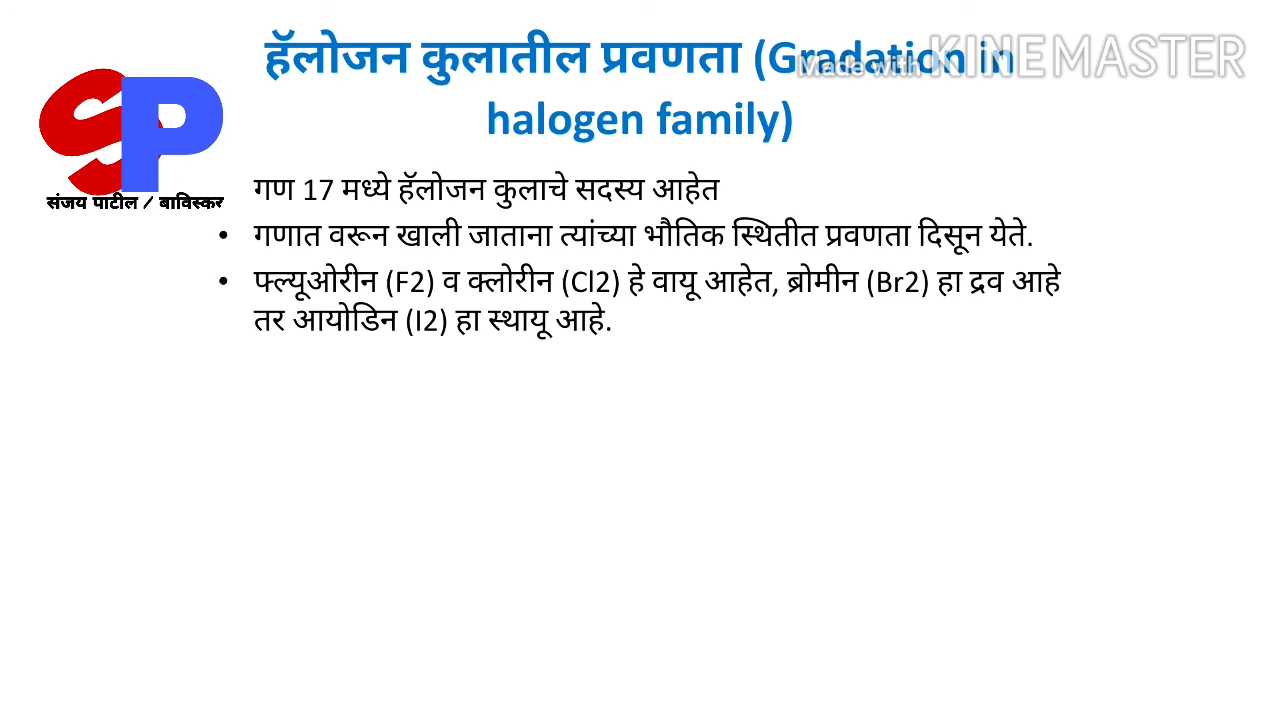 हॅलोजन कुलातील प्रवणता (Gradation in
halogen family)
Made with KINEMASTER
SP
संजय पाटील / बाविस्कर
गण 17 मध्ये हॅलोजन कुलाचे सदस्य आहेत
• गणात वरून खाली जाताना त्यांच्या भौतिक स्थितीत प्रवणता दिसून येते.
• फ्ल्यूओरीन (F2) व क्लोरीन (Cl2) हे वायू आहेत, ब्रोमीन (Br2) हा द्रव आहे
तर आयोडिन (I2) हा स्थायू आहे.